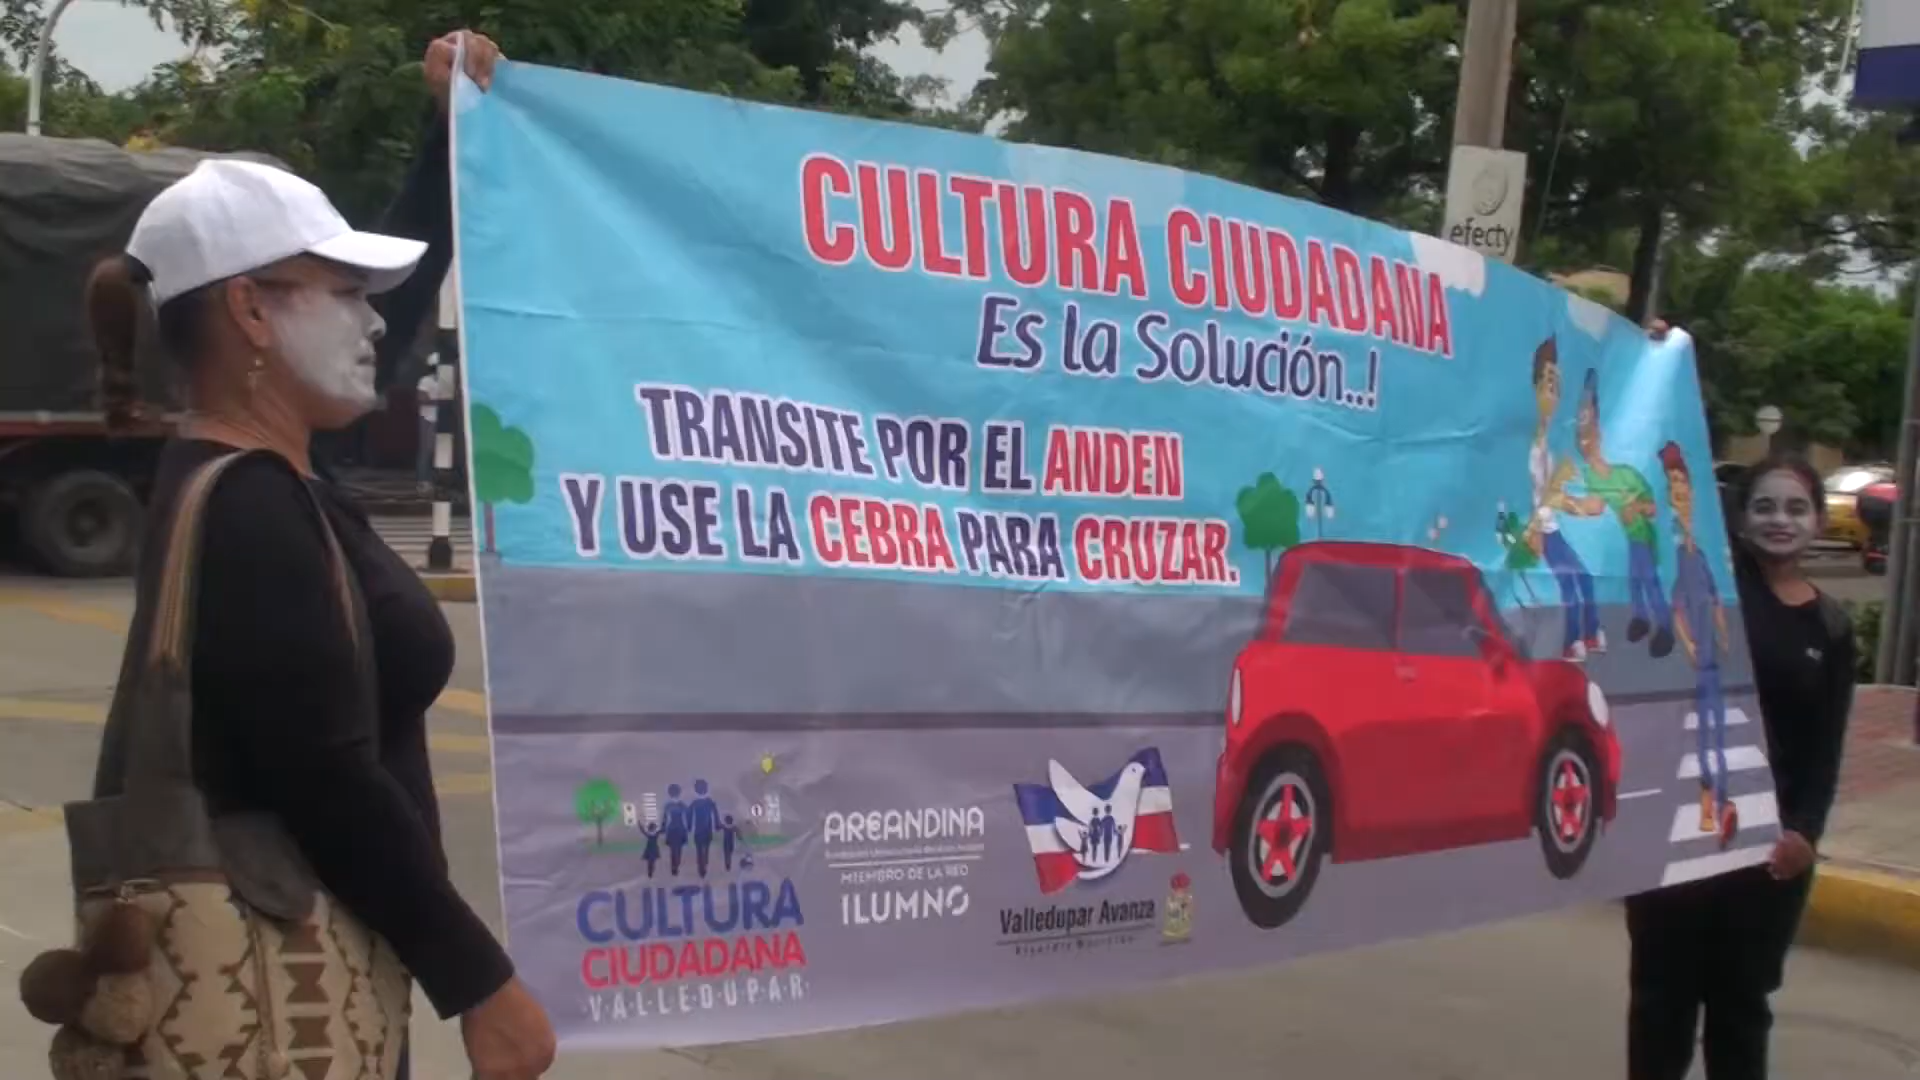 CULTURA CIUDADANA
Es la Solución..!
TRANSITE POR EL ANDEN
Y USE LA CEBRA PARA CRUZAR.
efecty
CULTURA
CIUDADANA
V·A·L·L·E·D·U·P·A·R
AREANDINA
MIEMBRO DE LA RED
ILUMNO
Valledupar Avanza